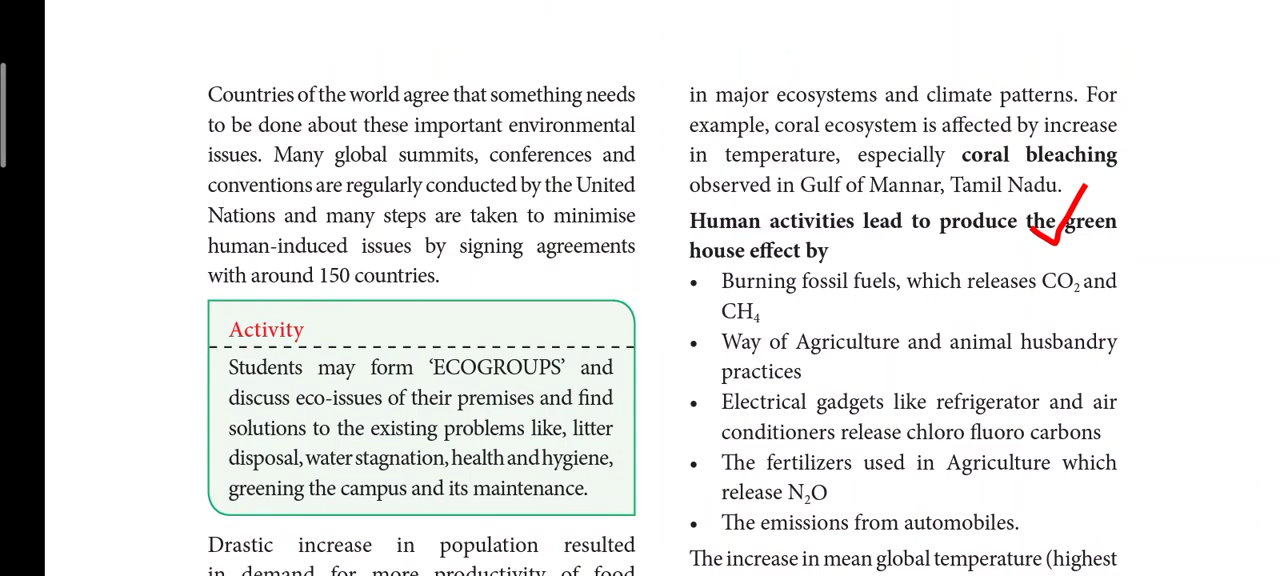 Countries of the world agree that something needs
to be done about these important environmental
issues. Many global summits, conferences and
conventions are regularly conducted by the United
Nations and many steps are taken to minimise
human-induced issues by signing agreements
with around 150 countries.
Activity
Students may form ‘ECOGROUPS’ and
discuss eco-issues of their premises and find
solutions to the existing problems like, litter
disposal, water stagnation, health and hygiene,
greening the campus and its maintenance.
Drastic increase in population resulted
in demand for more productivity of food
in major ecosystems and climate patterns. For
example, coral ecosystem is affected by increase
in temperature, especially coral bleaching
observed in Gulf of Mannar, Tamil Nadu.
Human activities lead to produce the green
house effect by
• Burning fossil fuels, which releases CO₂ and
CH₄
• Way of Agriculture and animal husbandry
practices
• Electrical gadgets like refrigerator and air
conditioners release chloro fluoro carbons
• The fertilizers used in Agriculture which
release N₂O
• The emissions from automobiles.
The increase in mean global temperature (highest